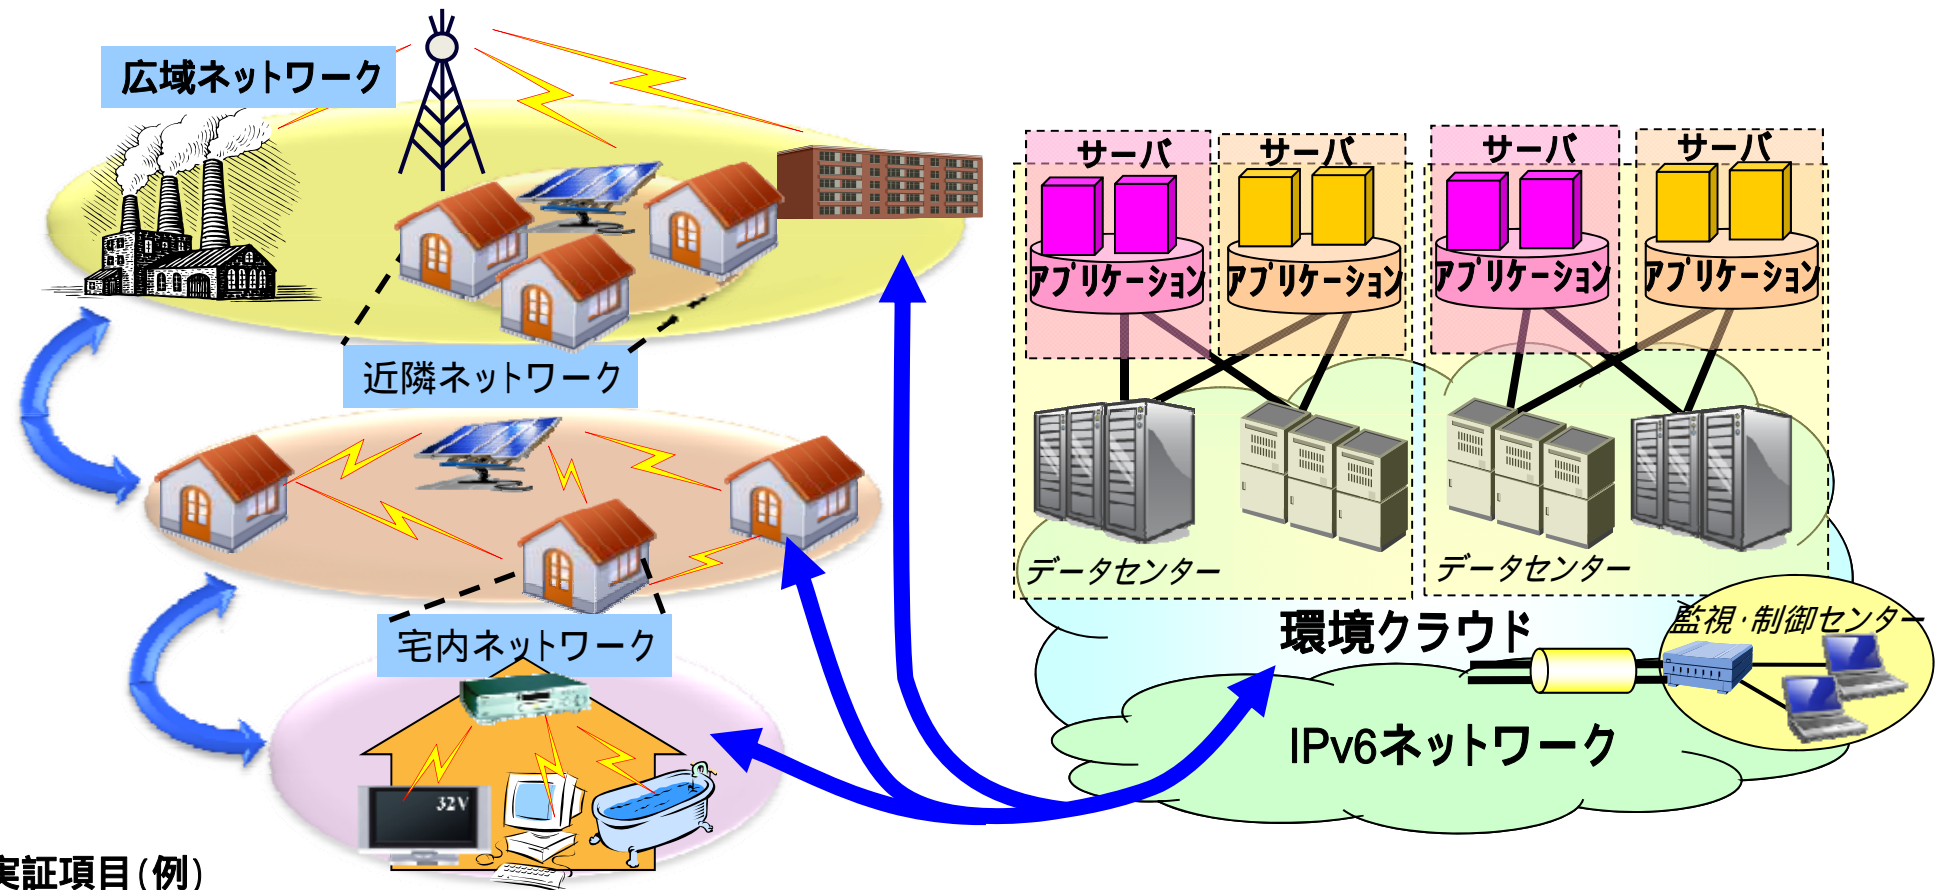 広域ネットワーク
近隣ネットワーク
宅内ネットワーク
32V
実証項目(例)
サーバ
サーバ
サーバ
サーバ
アプリケーション
アプリケーション
アプリケーション
アプリケーション
データセンター
データセンター
環境クラウド
監視・制御センター
IPv6ネットワーク